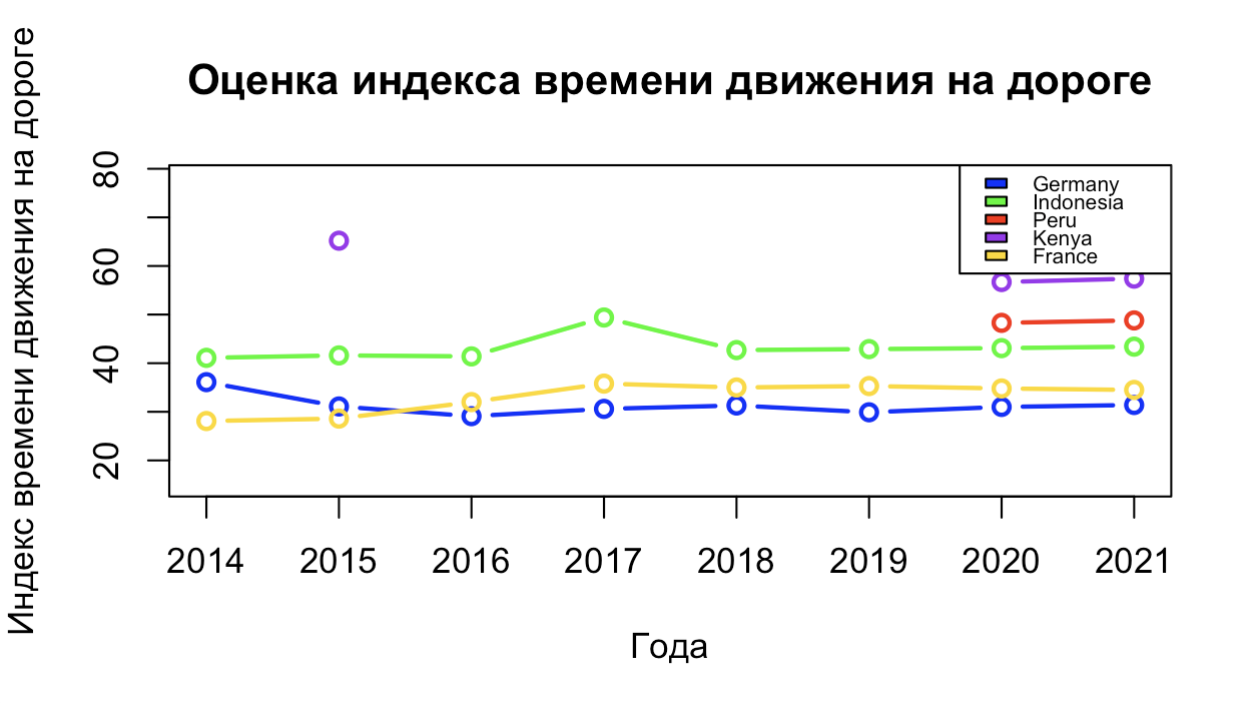 Оценка индекса времени движения на дороге
Индекс времени движения на дороге
80
60
40
20
Germany
Indonesia
Peru
Kenya
France
2014 2015 2016 2017 2018 2019 2020 2021
Года